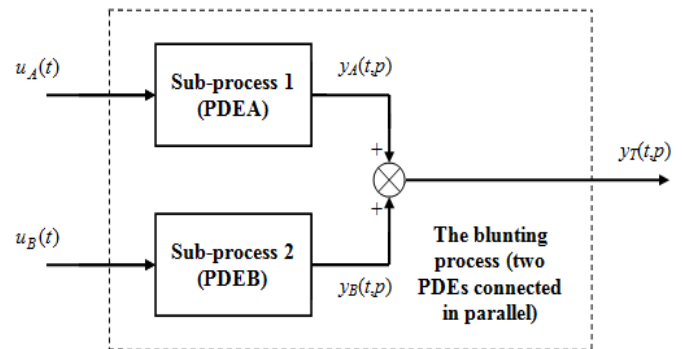 u_A(t)
Sub-process 1
(PDEA)
y_A(t,p)
+
y_T(t,p)
+
u_B(t)
Sub-process 2
(PDEB)
y_B(t,p)
The blunting
process (two
PDEs connected
in parallel)